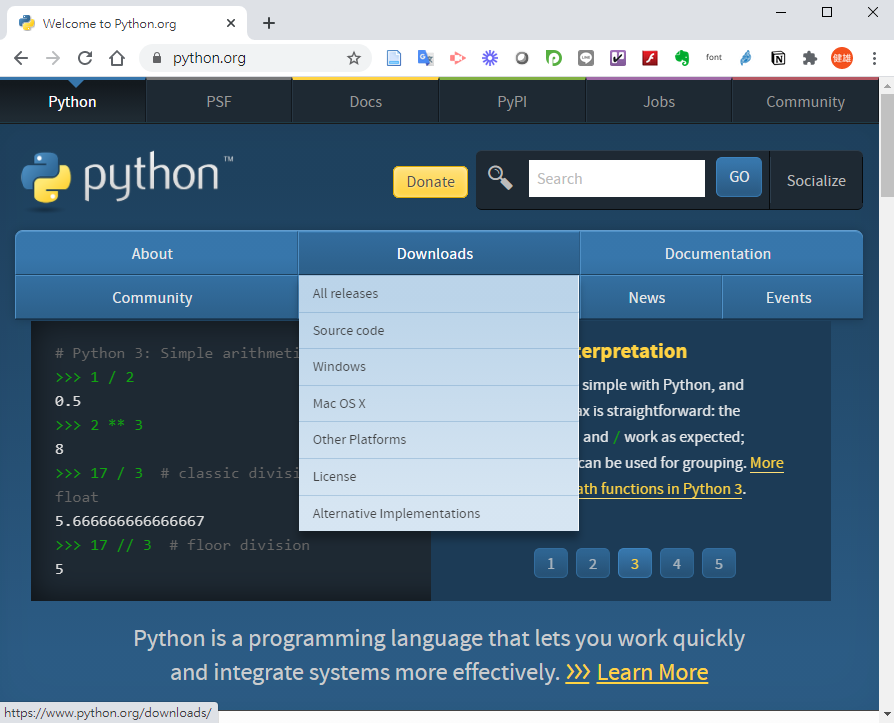 Welcome to Python.org
python.org
font
健雄
Python PSF Docs PyPI Jobs Community
python™
Donate
Search
GO
Socialize
About Downloads Documentation
Community News Events
All releases
Source code
Windows
Mac OS X
Other Platforms
License
Alternative Implementations
# Python 3: Simple arithmeti
>>> 1 / 2
0.5
>>> 2 ** 3
8
>>> 17 / 3 # classic divisi
float
5.666666666666667
>>> 17 // 3 # floor division
5
terpretation
simple with Python, and
ax is straightforward: the
and / work as expected;
can be used for grouping. More
ath functions in Python 3.
1 2 3 4 5
Python is a programming language that lets you work quickly
and integrate systems more effectively. >>> Learn More
https://www.python.org/downloads/